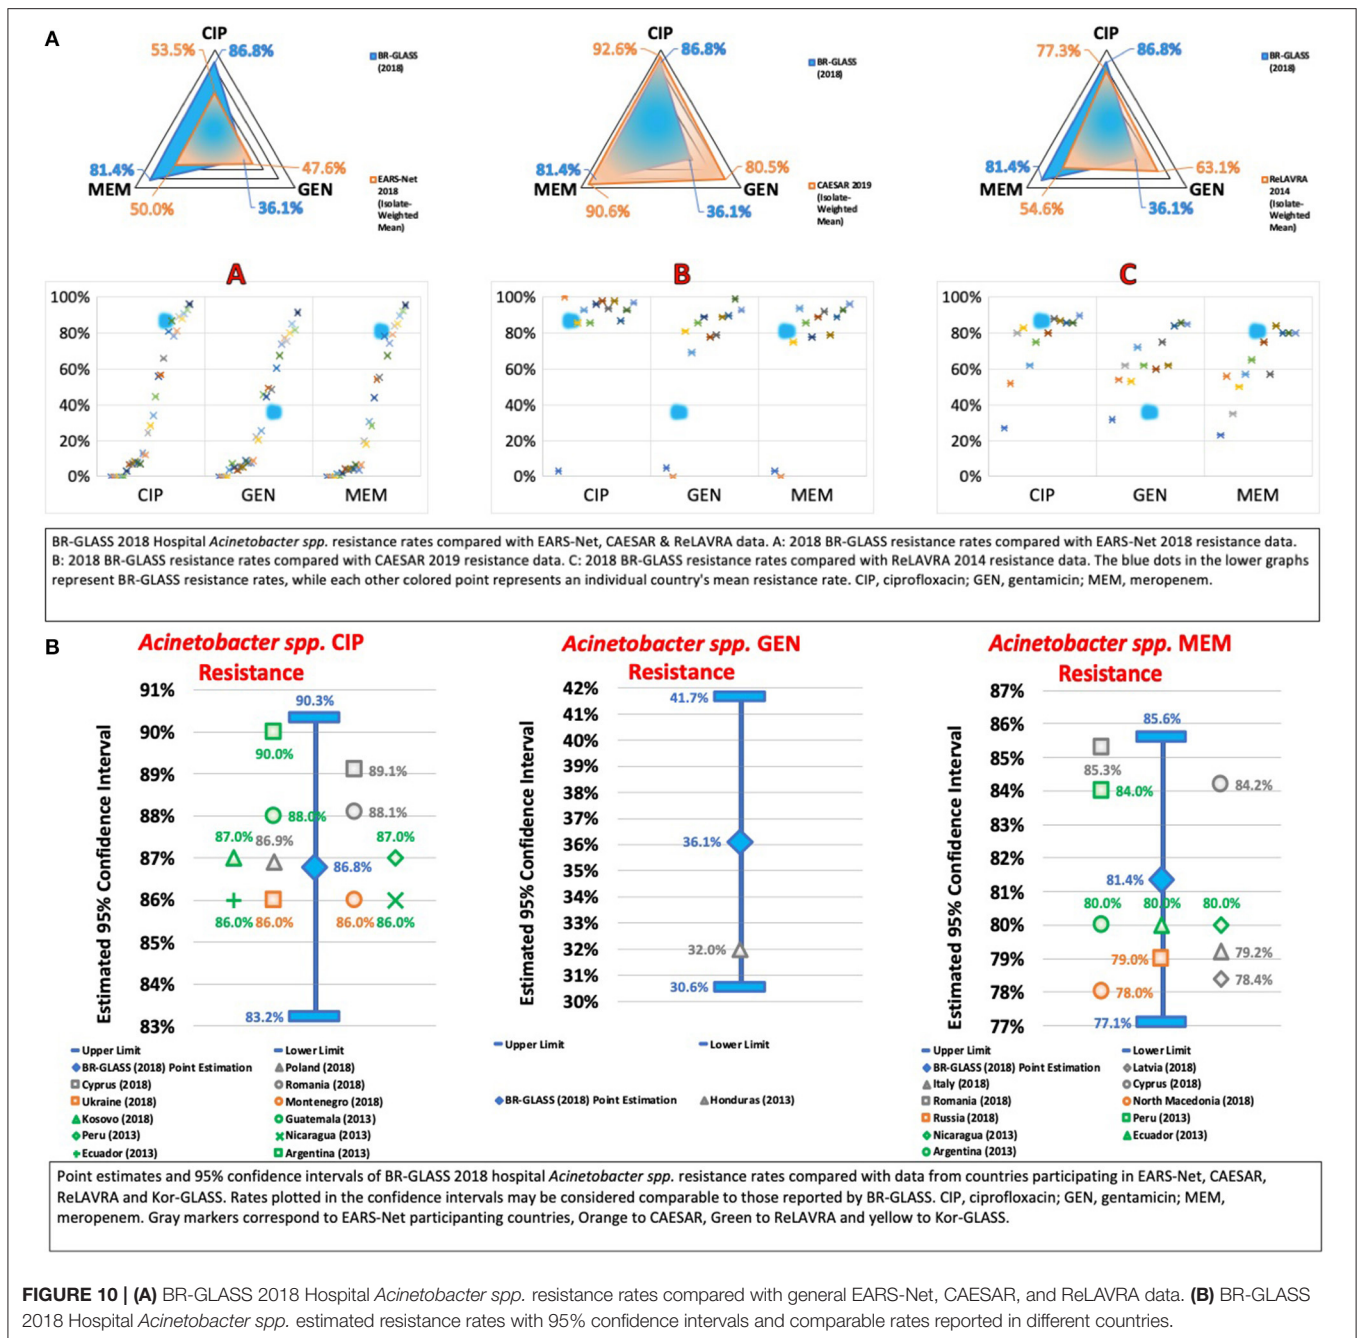 A
CIP
53.5% 86.8%
BR-GLASS
(2018)
81.4%
MEM
50.0%
47.6%
GEN
36.1%
EARS-Net
2018
(Isolate-
Weighted
Mean)
CIP
92.6% 86.8%
BR-GLASS
(2018)
81.4%
MEM
90.6%
80.5%
GEN
36.1%
CAESAR 2019
(Isolate-
Weighted
Mean)
CIP
77.3% 86.8%
BR-GLASS
(2018)
81.4%
MEM
54.6%
63.1%
GEN
36.1%
ReLAVRA
2014
(Isolate-
Weighted
Mean)
A
100%
80%
60%
40%
20%
0%
CIP GEN MEM
B
100%
80%
60%
40%
20%
0%
CIP GEN MEM
C
100%
80%
60%
40%
20%
0%
CIP GEN MEM
BR-GLASS 2018 Hospital Acinetobacter spp. resistance rates compared with EARS-Net, CAESAR & ReLAVRA data. A: 2018 BR-GLASS resistance rates compared with EARS-Net 2018 resistance data.
B: 2018 BR-GLASS resistance rates compared with CAESAR 2019 resistance data. C: 2018 BR-GLASS resistance rates compared with ReLAVRA 2014 resistance data. The blue dots in the lower graphs
represent BR-GLASS resistance rates, while each other colored point represents an individual country's mean resistance rate. CIP, ciprofloxacin; GEN, gentamicin; MEM, meropenem.
B
Acinetobacter spp. CIP
Resistance
Estimated 95% Confidence Interval
91%
90%
89%
88%
87%
86%
85%
84%
83%
90.3%
90.0%
89.1%
88.0%
88.1%
87.0%
86.9%
87.0%
86.8%
86.0%
86.0%
86.0%
86.0%
83.2%
Upper Limit Lower Limit
BR-GLASS (2018) Point Estimation Poland (2018)
Cyprus (2018) Romania (2018)
Ukraine (2018) Montenegro (2018)
Kosovo (2018) Guatemala (2013)
Peru (2013) Nicaragua (2013)
Ecuador (2013) Argentina (2013)
Acinetobacter spp. GEN
Resistance
Estimated 95% Confidence Interval
42%
41%
40%
39%
38%
37%
36%
35%
34%
33%
32%
31%
30%
41.7%
36.1%
32.0%
30.6%
Upper Limit Lower Limit
BR-GLASS (2018) Point Estimation Honduras (2013)
Acinetobacter spp. MEM
Resistance
Estimated 95% Confidence Interval
87%
86%
85%
84%
83%
82%
81%
80%
79%
78%
77%
85.6%
85.3%
84.0%
84.2%
81.4%
80.0%
80.0%
80.0%
79.0%
79.2%
78.0%
78.4%
77.1%
Upper Limit Lower Limit
BR-GLASS (2018) Point Estimation Latvia (2018)
Italy (2018) Cyprus (2018)
Romania (2018) North Macedonia (2018)
Russia (2018) Peru (2013)
Nicaragua (2013) Ecuador (2013)
Argentina (2013)
Point estimates and 95% confidence intervals of BR-GLASS 2018 hospital Acinetobacter spp. resistance rates compared with data from countries participating in EARS-Net, CAESAR,
ReLAVRA and Kor-GLASS. Rates plotted in the confidence intervals may be considered comparable to those reported by BR-GLASS. CIP, ciprofloxacin; GEN, gentamicin; MEM,
meropenem. Gray markers correspond to EARS-Net participanting countries, Orange to CAESAR, Green to ReLAVRA and yellow to Kor-GLASS.
FIGURE 10 | (A) BR-GLASS 2018 Hospital Acinetobacter spp. resistance rates compared with general EARS-Net, CAESAR, and ReLAVRA data. (B) BR-GLASS
2018 Hospital Acinetobacter spp. estimated resistance rates with 95% confidence intervals and comparable rates reported in different countries.